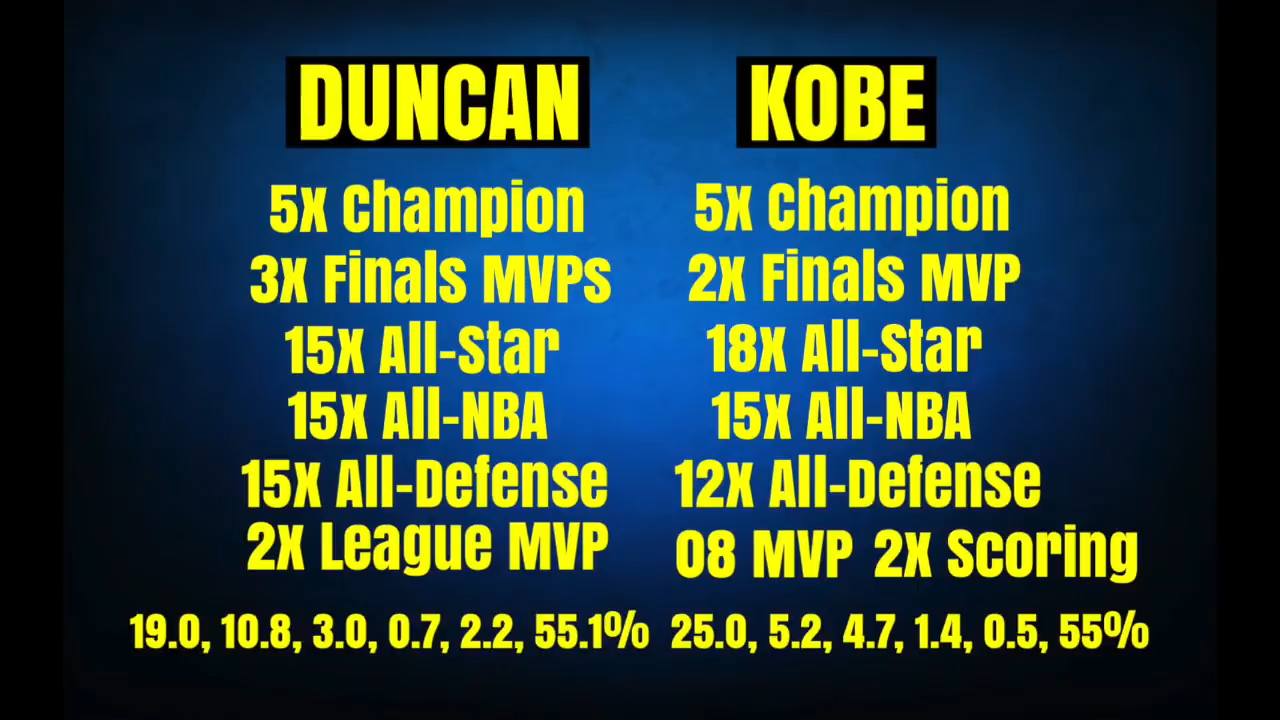 DUNCAN
5x Champion
3x Finals MVPs
15x All-Star
15x All-NBA
15x All-Defense
2x League MVP
19.0, 10.8, 3.0, 0.7, 2.2, 55.1%
KOBE
5x Champion
2x Finals MVP
18x All-Star
15x All-NBA
12x All-Defense
08 MVP 2x Scoring
25.0, 5.2, 4.7, 1.4, 0.5, 55%